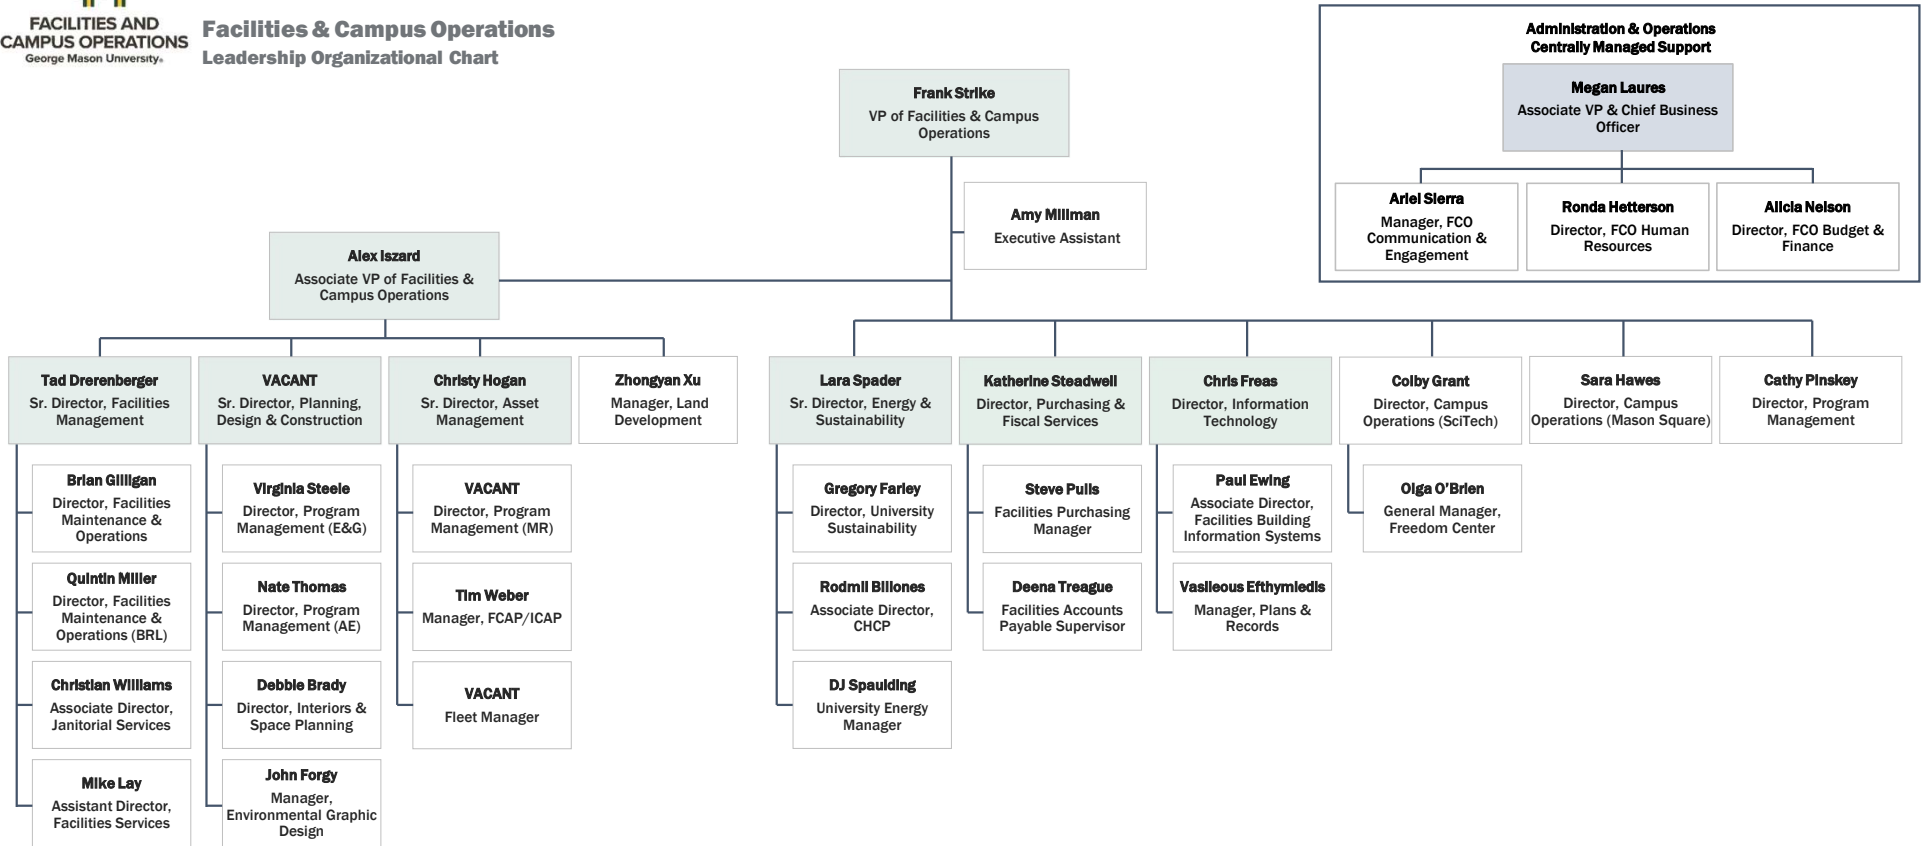 FACILITIES AND
CAMPUS OPERATIONS
George Mason University®
Facilities & Campus Operations
Leadership Organizational Chart
Administration & Operations
Centrally Managed Support
Megan Laures
Associate VP & Chief Business
Officer
Ariel Sierra
Manager, FCO
Communication &
Engagement
Ronda Hetterson
Director, FCO Human
Resources
Alicia Nelson
Director, FCO Budget &
Finance
Frank Strike
VP of Facilities & Campus
Operations
Amy Millman
Executive Assistant
Alex Iszard
Associate VP of Facilities &
Campus Operations
Tad Drerenberger
Sr. Director, Facilities
Management
VACANT
Sr. Director, Planning,
Design & Construction
Christy Hogan
Sr. Director, Asset
Management
Zhongyan Xu
Manager, Land
Development
Lara Spader
Sr. Director, Energy &
Sustainability
Katherine Steadwell
Director, Purchasing &
Fiscal Services
Chris Freas
Director, Information
Technology
Colby Grant
Director, Campus
Operations (SciTech)
Sara Hawes
Director, Campus
Operations (Mason Square)
Cathy Pinskey
Director, Program
Management
Brian Gilligan
Director, Facilities
Maintenance &
Operations
Quintin Miller
Director, Facilities
Maintenance &
Operations (BRL)
Christian Williams
Associate Director,
Janitorial Services
Mike Lay
Assistant Director,
Facilities Services
Virginia Steele
Director, Program
Management (E&G)
Nate Thomas
Director, Program
Management (AE)
Debbie Brady
Director, Interiors &
Space Planning
John Forgy
Manager,
Environmental Graphic
Design
VACANT
Director, Program
Management (MR)
Tim Weber
Manager, FCAP/ICAP
VACANT
Fleet Manager
Gregory Farley
Director, University
Sustainability
Rodmil Billones
Associate Director,
CHCP
DJ Spaulding
University Energy
Manager
Steve Pulis
Facilities Purchasing
Manager
Deena Treague
Facilities Accounts
Payable Supervisor
Paul Ewing
Associate Director,
Facilities Building
Information Systems
Vasileous Efthymiedis
Manager, Plans &
Records
Olga O'Brien
General Manager,
Freedom Center